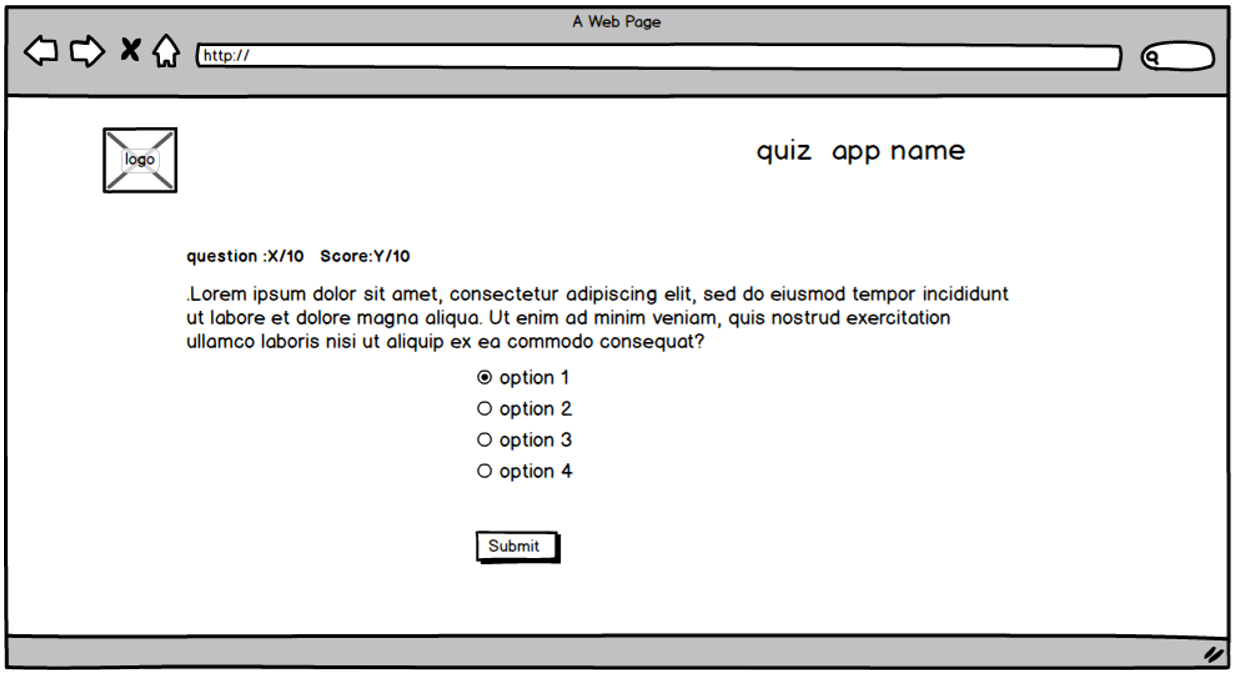 A Web Page
http://
logo
quiz app name
question :X/10 Score:Y/10
.Lorem ipsum dolor sit amet, consectetur adipiscing elit, sed do eiusmod tempor incididunt
ut labore et dolore magna aliqua. Ut enim ad minim veniam, quis nostrud exercitation
ullamco laboris nisi ut aliquip ex ea commodo consequat?
option 1
option 2
option 3
option 4
Submit